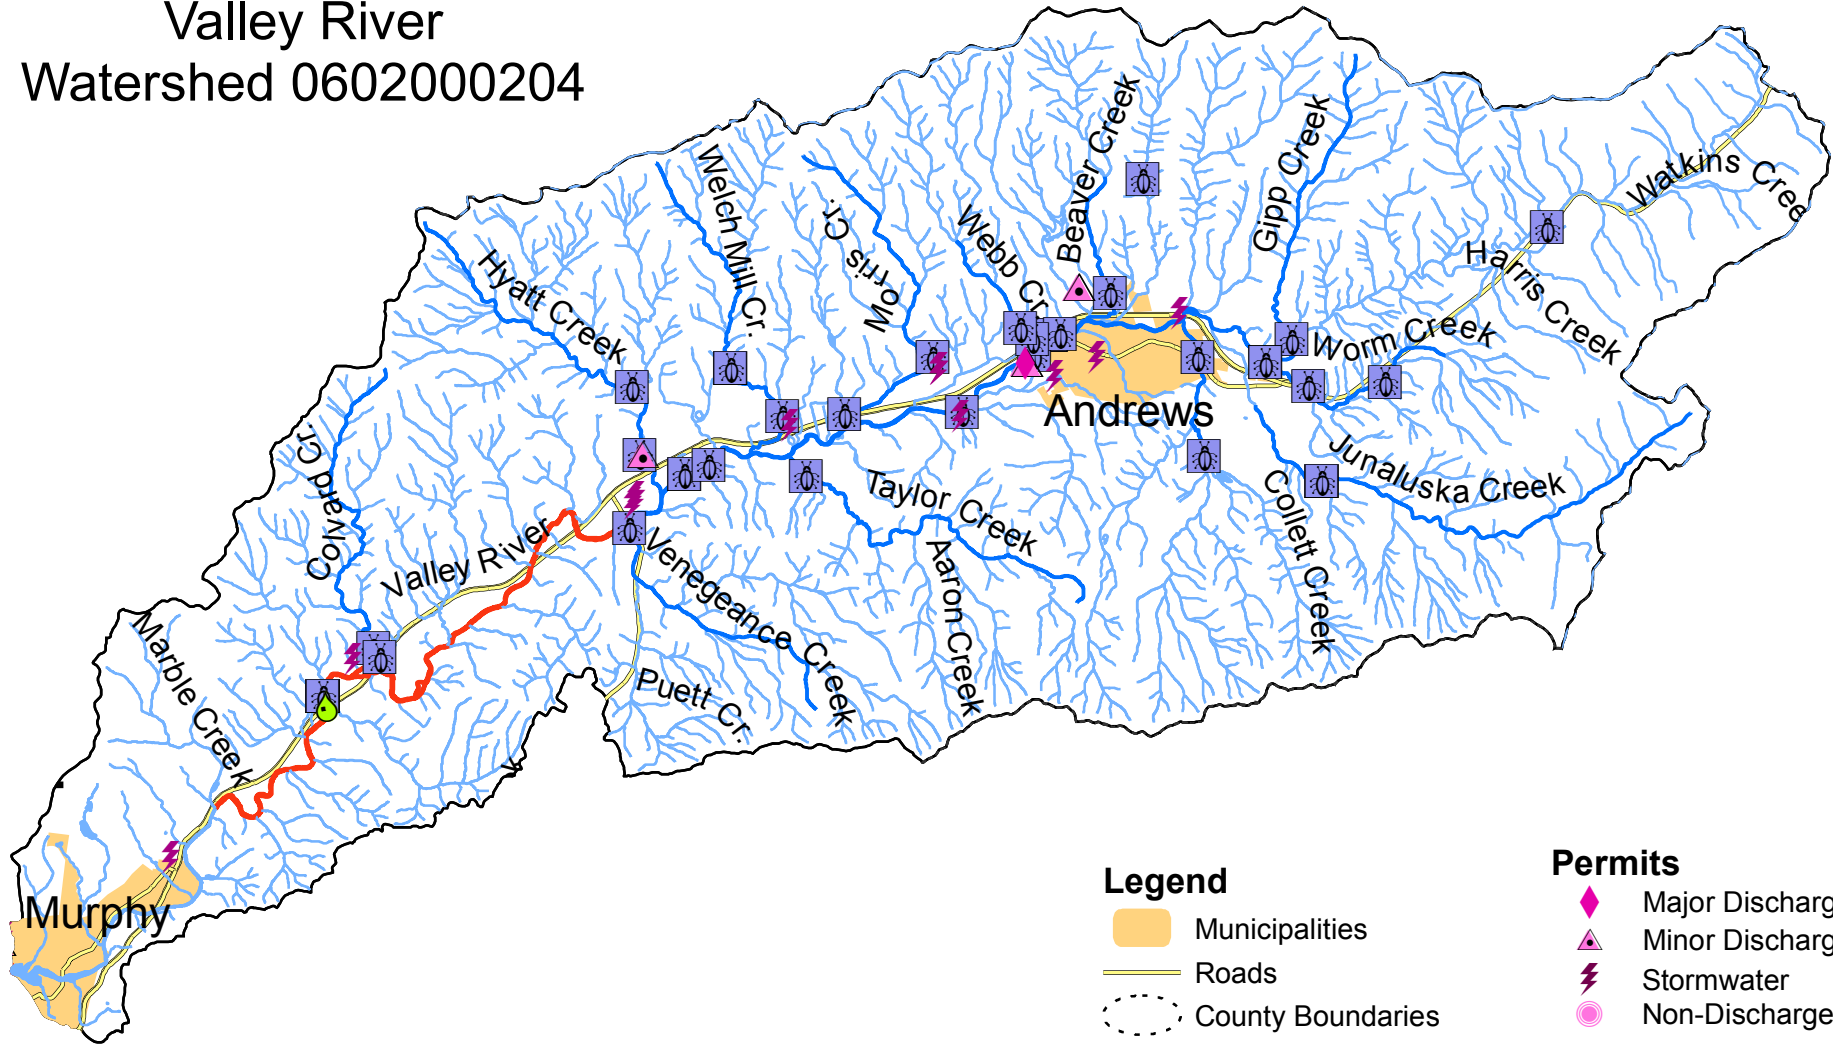 Valley River
Watershed 0602000204
Beaver Creek
Gipp Creek
Watkins Cree
Welch Mill Cr.
Morris Cr.
Webb Cr.
Harris Creek
Hyatt Creek
Worm Creek
Andrews
Colvard Cr.
Junaluska Creek
Taylor Creek
Collett Creek
Valley River
Venegeance Creek
Aaron Creek
Marble Creek
Puett Cr.
Murphy
Legend
Municipalities
Roads
County Boundaries
Permits
Major Discharg
Minor Discharg
Stormwater
Non-Discharge